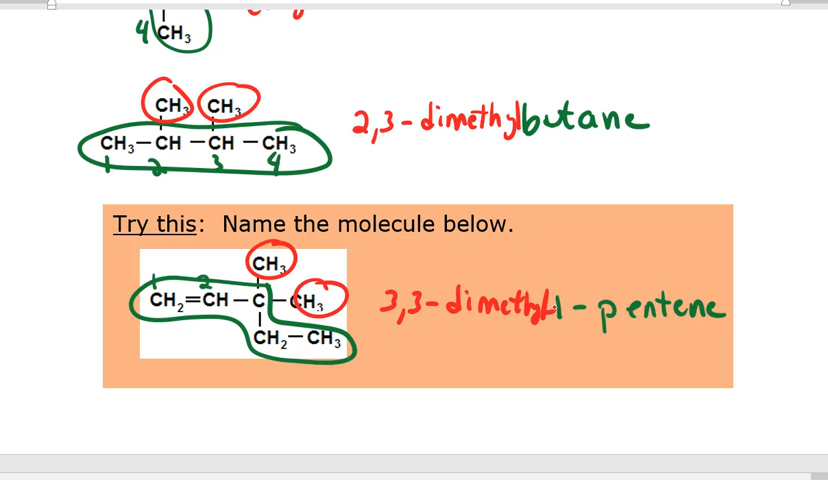 4 CH₃
CH₃ CH₃
2,3-dimethylbutane
CH₃—CH —CH —CH₃
1 2 3 4
Try this:  Name the molecule below.
CH₃
1 2
CH₂=CH—C—CH₃
3,3-dimethyl-1-pentene
CH₂—CH₃